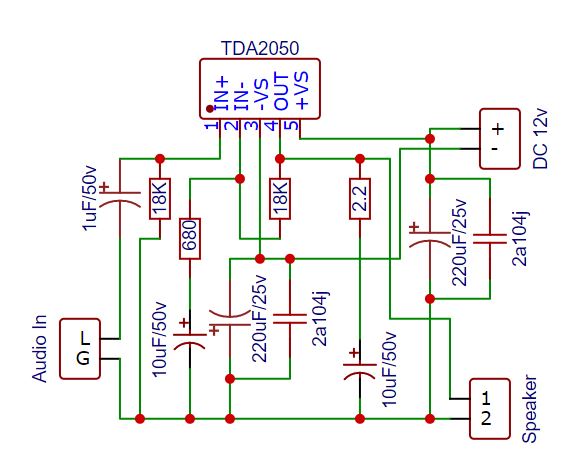 TDA2050
IN+
IN-
-VS
OUT
+VS
1
2
3
4
5
+
-
DC 12v
1uF/50v
+
18K
680
18K
2.2
+
220uF/25v
2a104j
10uF/50v
+
+
220uF/25v
2a104j
+
10uF/50v
Audio In
L
G
1
2
Speaker